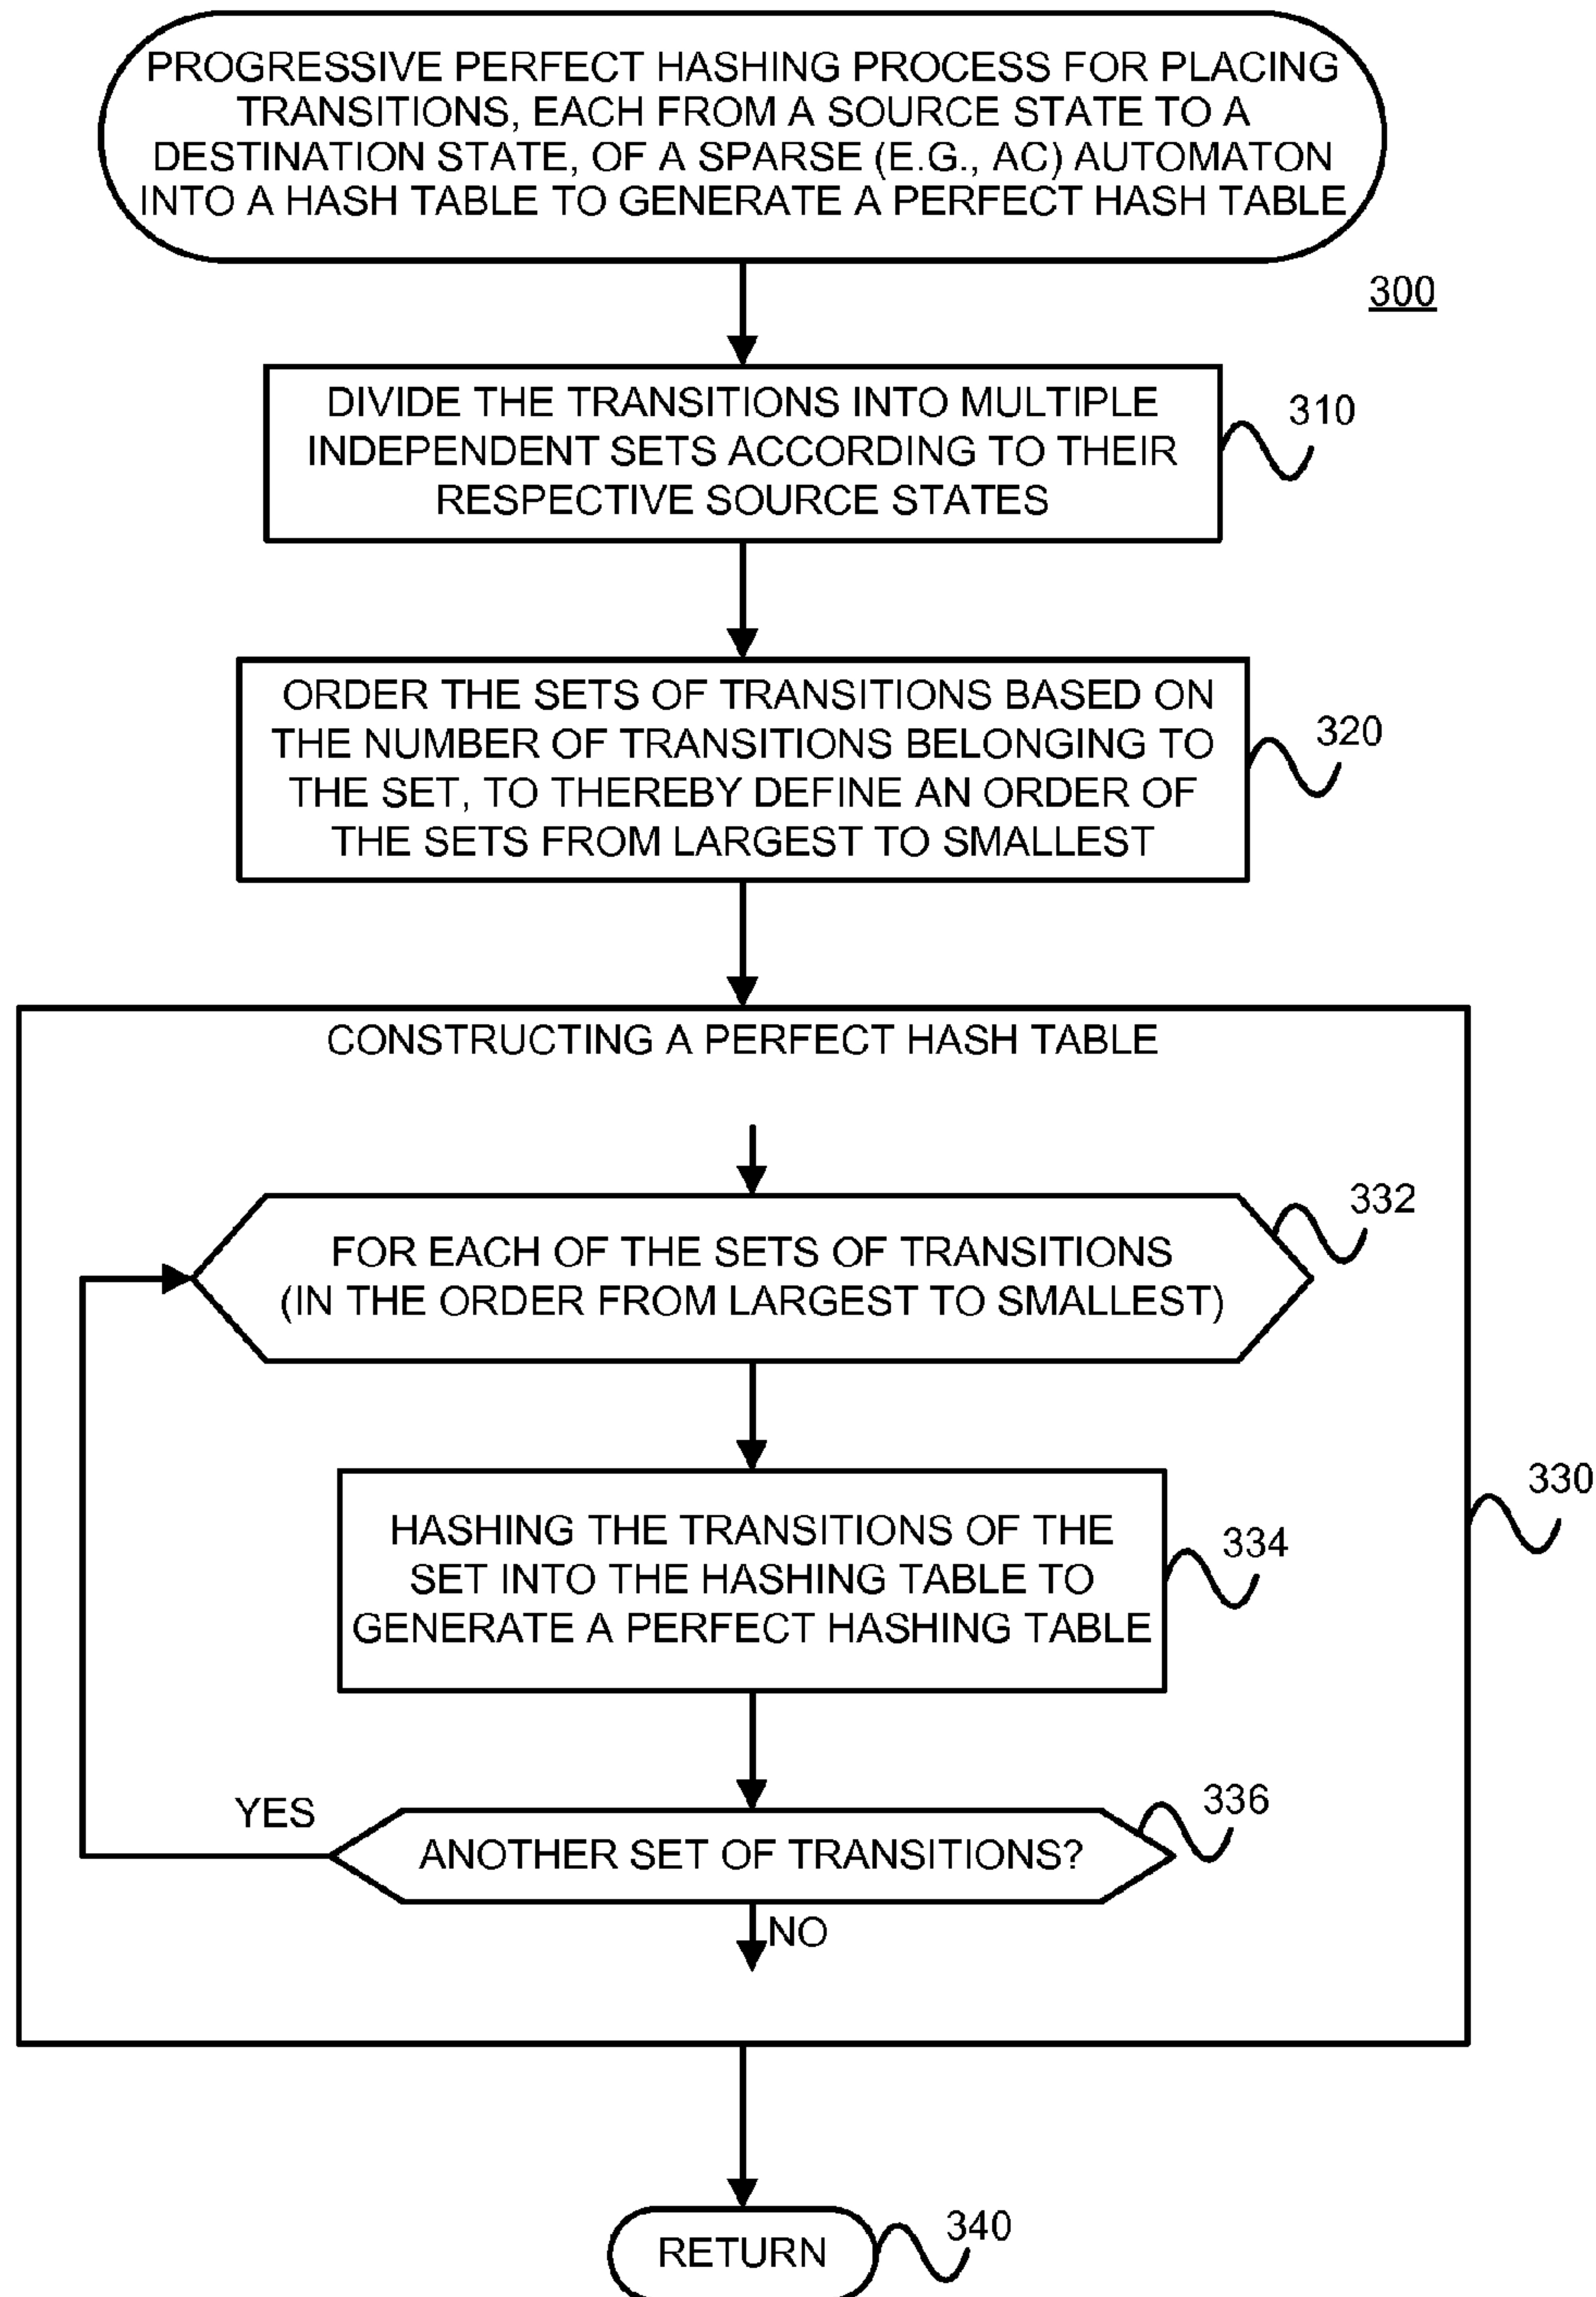 PROGRESSIVE PERFECT HASHING PROCESS FOR PLACING
TRANSITIONS, EACH FROM A SOURCE STATE TO A
DESTINATION STATE, OF A SPARSE (E.G., AC) AUTOMATON
INTO A HASH TABLE TO GENERATE A PERFECT HASH TABLE
300
DIVIDE THE TRANSITIONS INTO MULTIPLE
INDEPENDENT SETS ACCORDING TO THEIR
RESPECTIVE SOURCE STATES
310
ORDER THE SETS OF TRANSITIONS BASED ON
THE NUMBER OF TRANSITIONS BELONGING TO
THE SET, TO THEREBY DEFINE AN ORDER OF
THE SETS FROM LARGEST TO SMALLEST
320
CONSTRUCTING A PERFECT HASH TABLE
332
FOR EACH OF THE SETS OF TRANSITIONS
(IN THE ORDER FROM LARGEST TO SMALLEST)
330
HASHING THE TRANSITIONS OF THE
SET INTO THE HASHING TABLE TO
GENERATE A PERFECT HASHING TABLE
334
336
YES
ANOTHER SET OF TRANSITIONS?
NO
RETURN
340